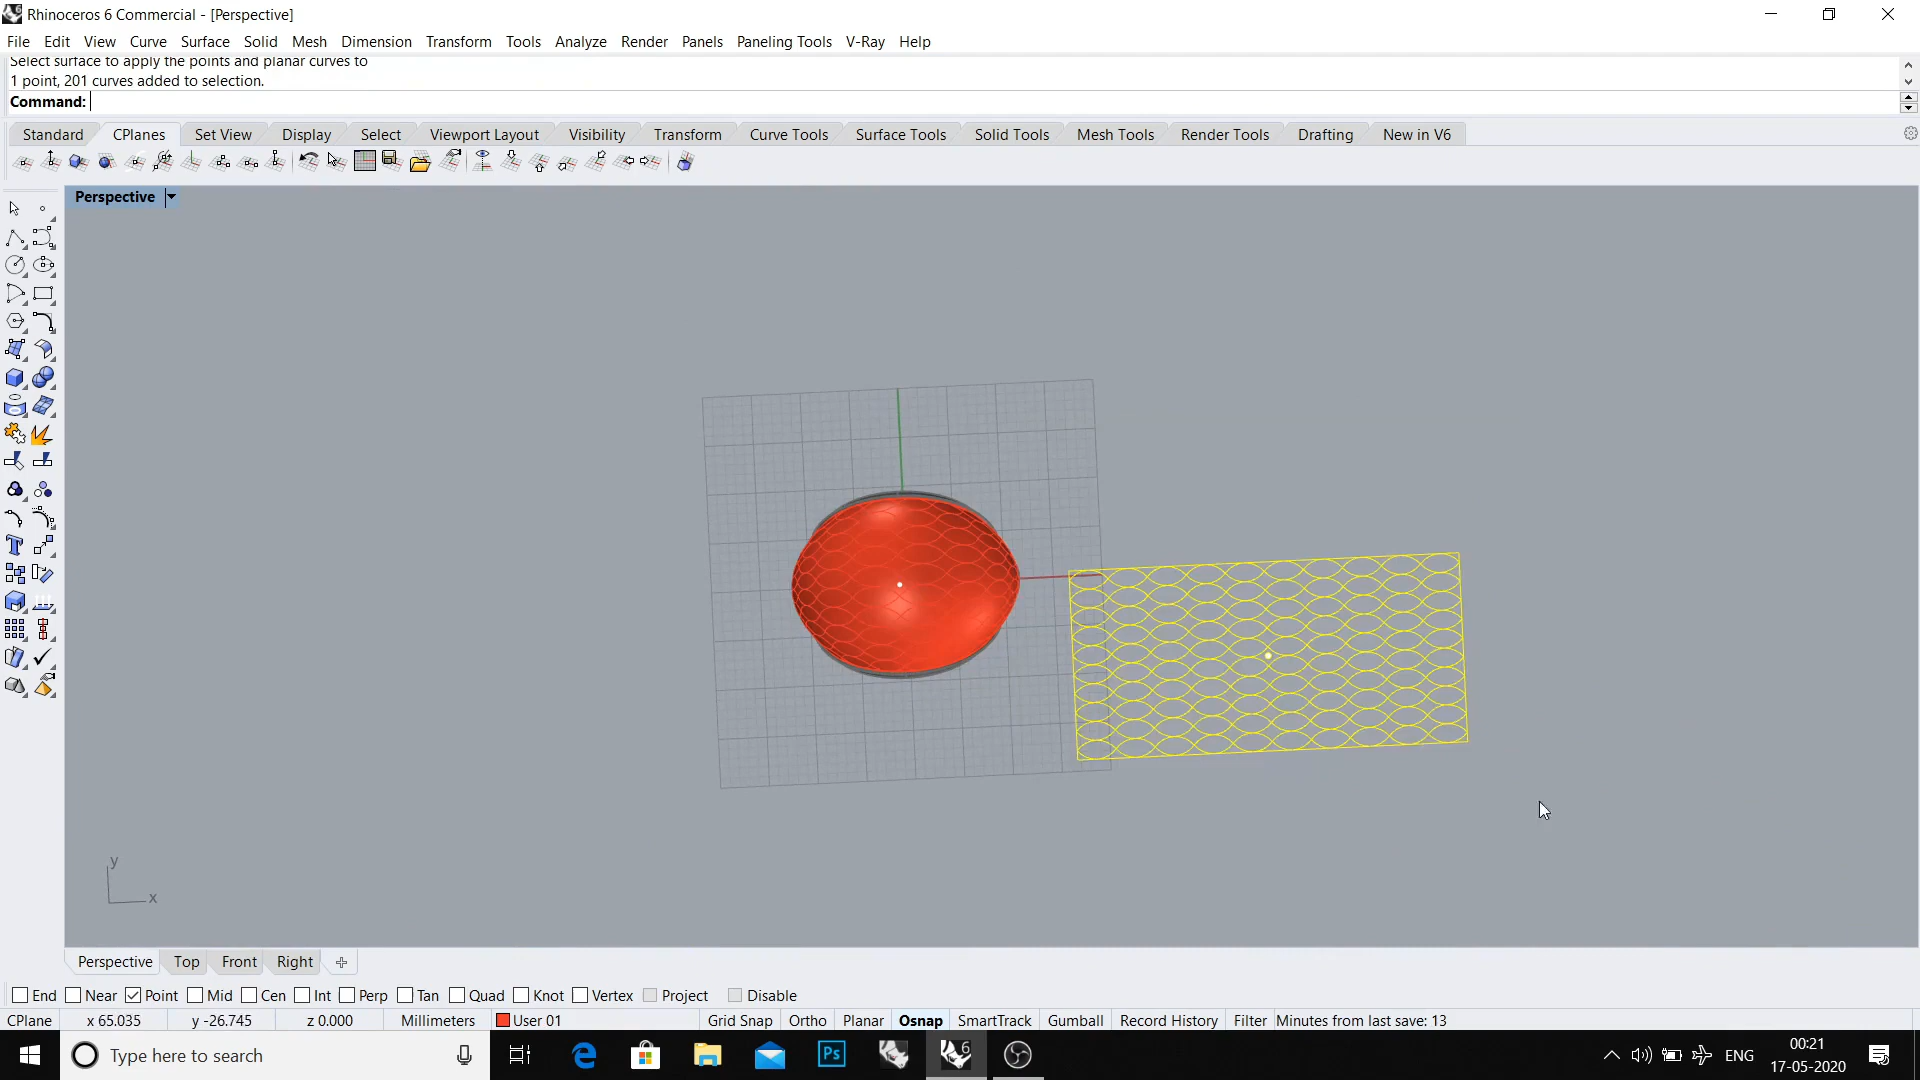 Rhinoceros 6 Commercial - [Perspective]
File Edit View Curve Surface Solid Mesh Dimension Transform Tools Analyze Render Panels Paneling Tools V-Ray Help
Select surface to apply the points and planar curves to
1 point, 201 curves added to selection.
Command:
Standard CPlanes Set View Display Select Viewport Layout Visibility Transform Curve Tools Surface Tools Solid Tools Mesh Tools Render Tools Drafting New in V6
Perspective
y
x
Perspective Top Front Right
End Near Point Mid Cen Int Perp Tan Quad Knot Vertex Project Disable
CPlane x 65.035 y -26.745 z 0.000 Millimeters User 01 Grid Snap Ortho Planar Osnap SmartTrack Gumball Record History Filter Minutes from last save: 13
Type here to search
Ps
6
ENG
00:21
17-05-2020